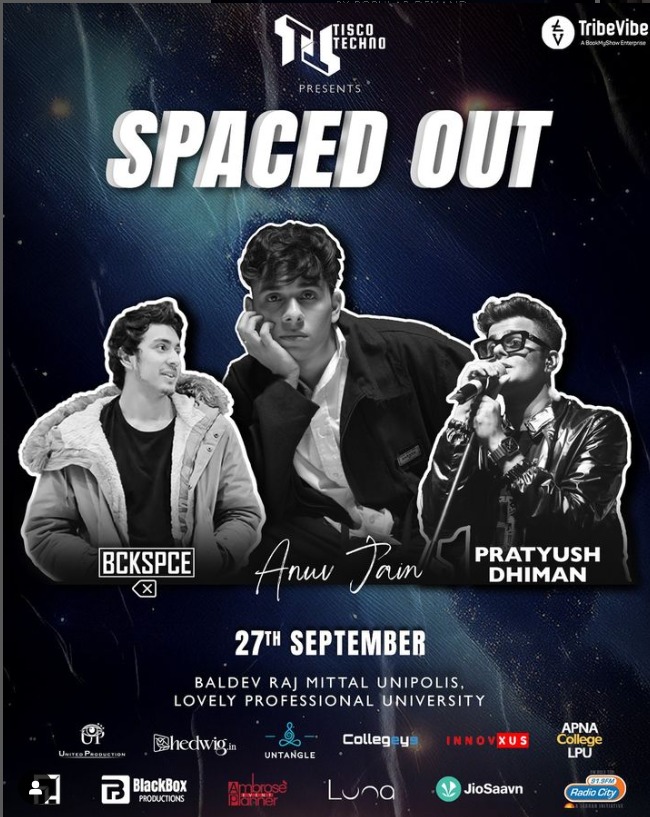 TISCO
TECHNO
TribeVibe
A BookMyShow Enterprise
PRESENTS
SPACED OUT
BCKSPCE
Anuv Jain
PRATYUSH
DHIMAN
27TH SEPTEMBER
BALDEV RAJ MITTAL UNIPOLIS,
LOVELY PROFESSIONAL UNIVERSITY
UNITED PRODUCTION
hedwig.in
UNTANGLE
Collegeys
INNOVXUS
APNA
College
LPU
BlackBox
PRODUCTIONS
Ambrosé
EVENT
Planner
Luna
JioSaavn
91.9FM
Radio City